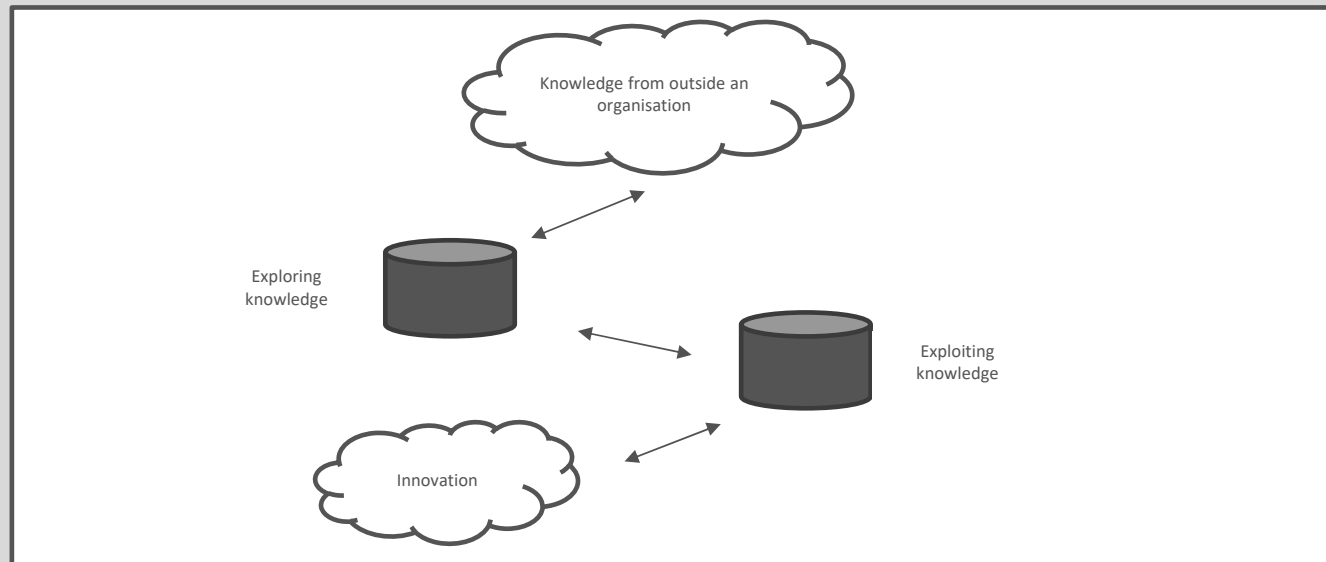 Knowledge from outside an
organisation
Exploring
knowledge
Exploiting
knowledge
Innovation